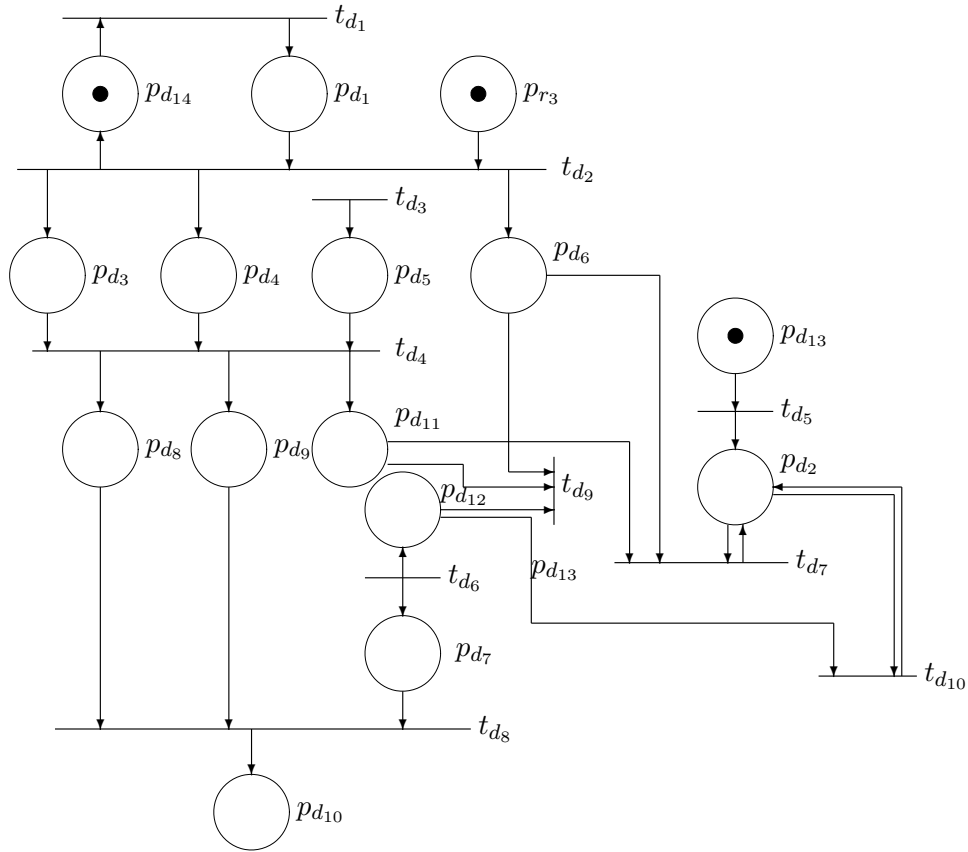 t_{d_1}
p_{d_{14}} p_{d_1} p_{r_3}
t_{d_2}
t_{d_3}
p_{d_3} p_{d_4} p_{d_5} p_{d_6}
p_{d_{13}}
t_{d_4}
t_{d_5}
p_{d_8} p_{d_9} p_{d_{11}}
p_{d_2}
p_{d_{12}} t_{d_9}
t_{d_6} p_{d_{13}} t_{d_7}
p_{d_7} t_{d_{10}}
t_{d_8}
p_{d_{10}}